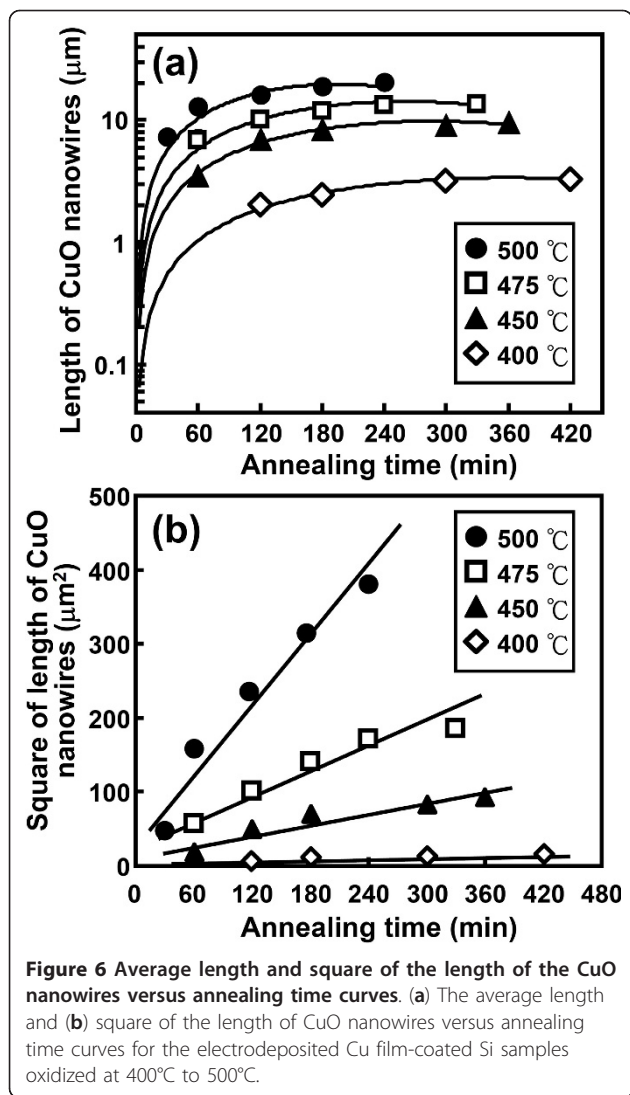 (a)
Length of CuO nanowires (μm)
10
1
0.1
0 60 120 180 240 300 360 420
Annealing time (min)
500 ℃
475 ℃
450 ℃
400 ℃
(b)
Square of length of CuO
nanowires (μm²)
500
400
300
200
100
0
60 120 180 240 300 360 420 480
Annealing time (min)
500 ℃
475 ℃
450 ℃
400 ℃
Figure 6 Average length and square of the length of the CuO
nanowires versus annealing time curves. (a) The average length
and (b) square of the length of CuO nanowires versus annealing
time curves for the electrodeposited Cu film-coated Si samples
oxidized at 400°C to 500°C.